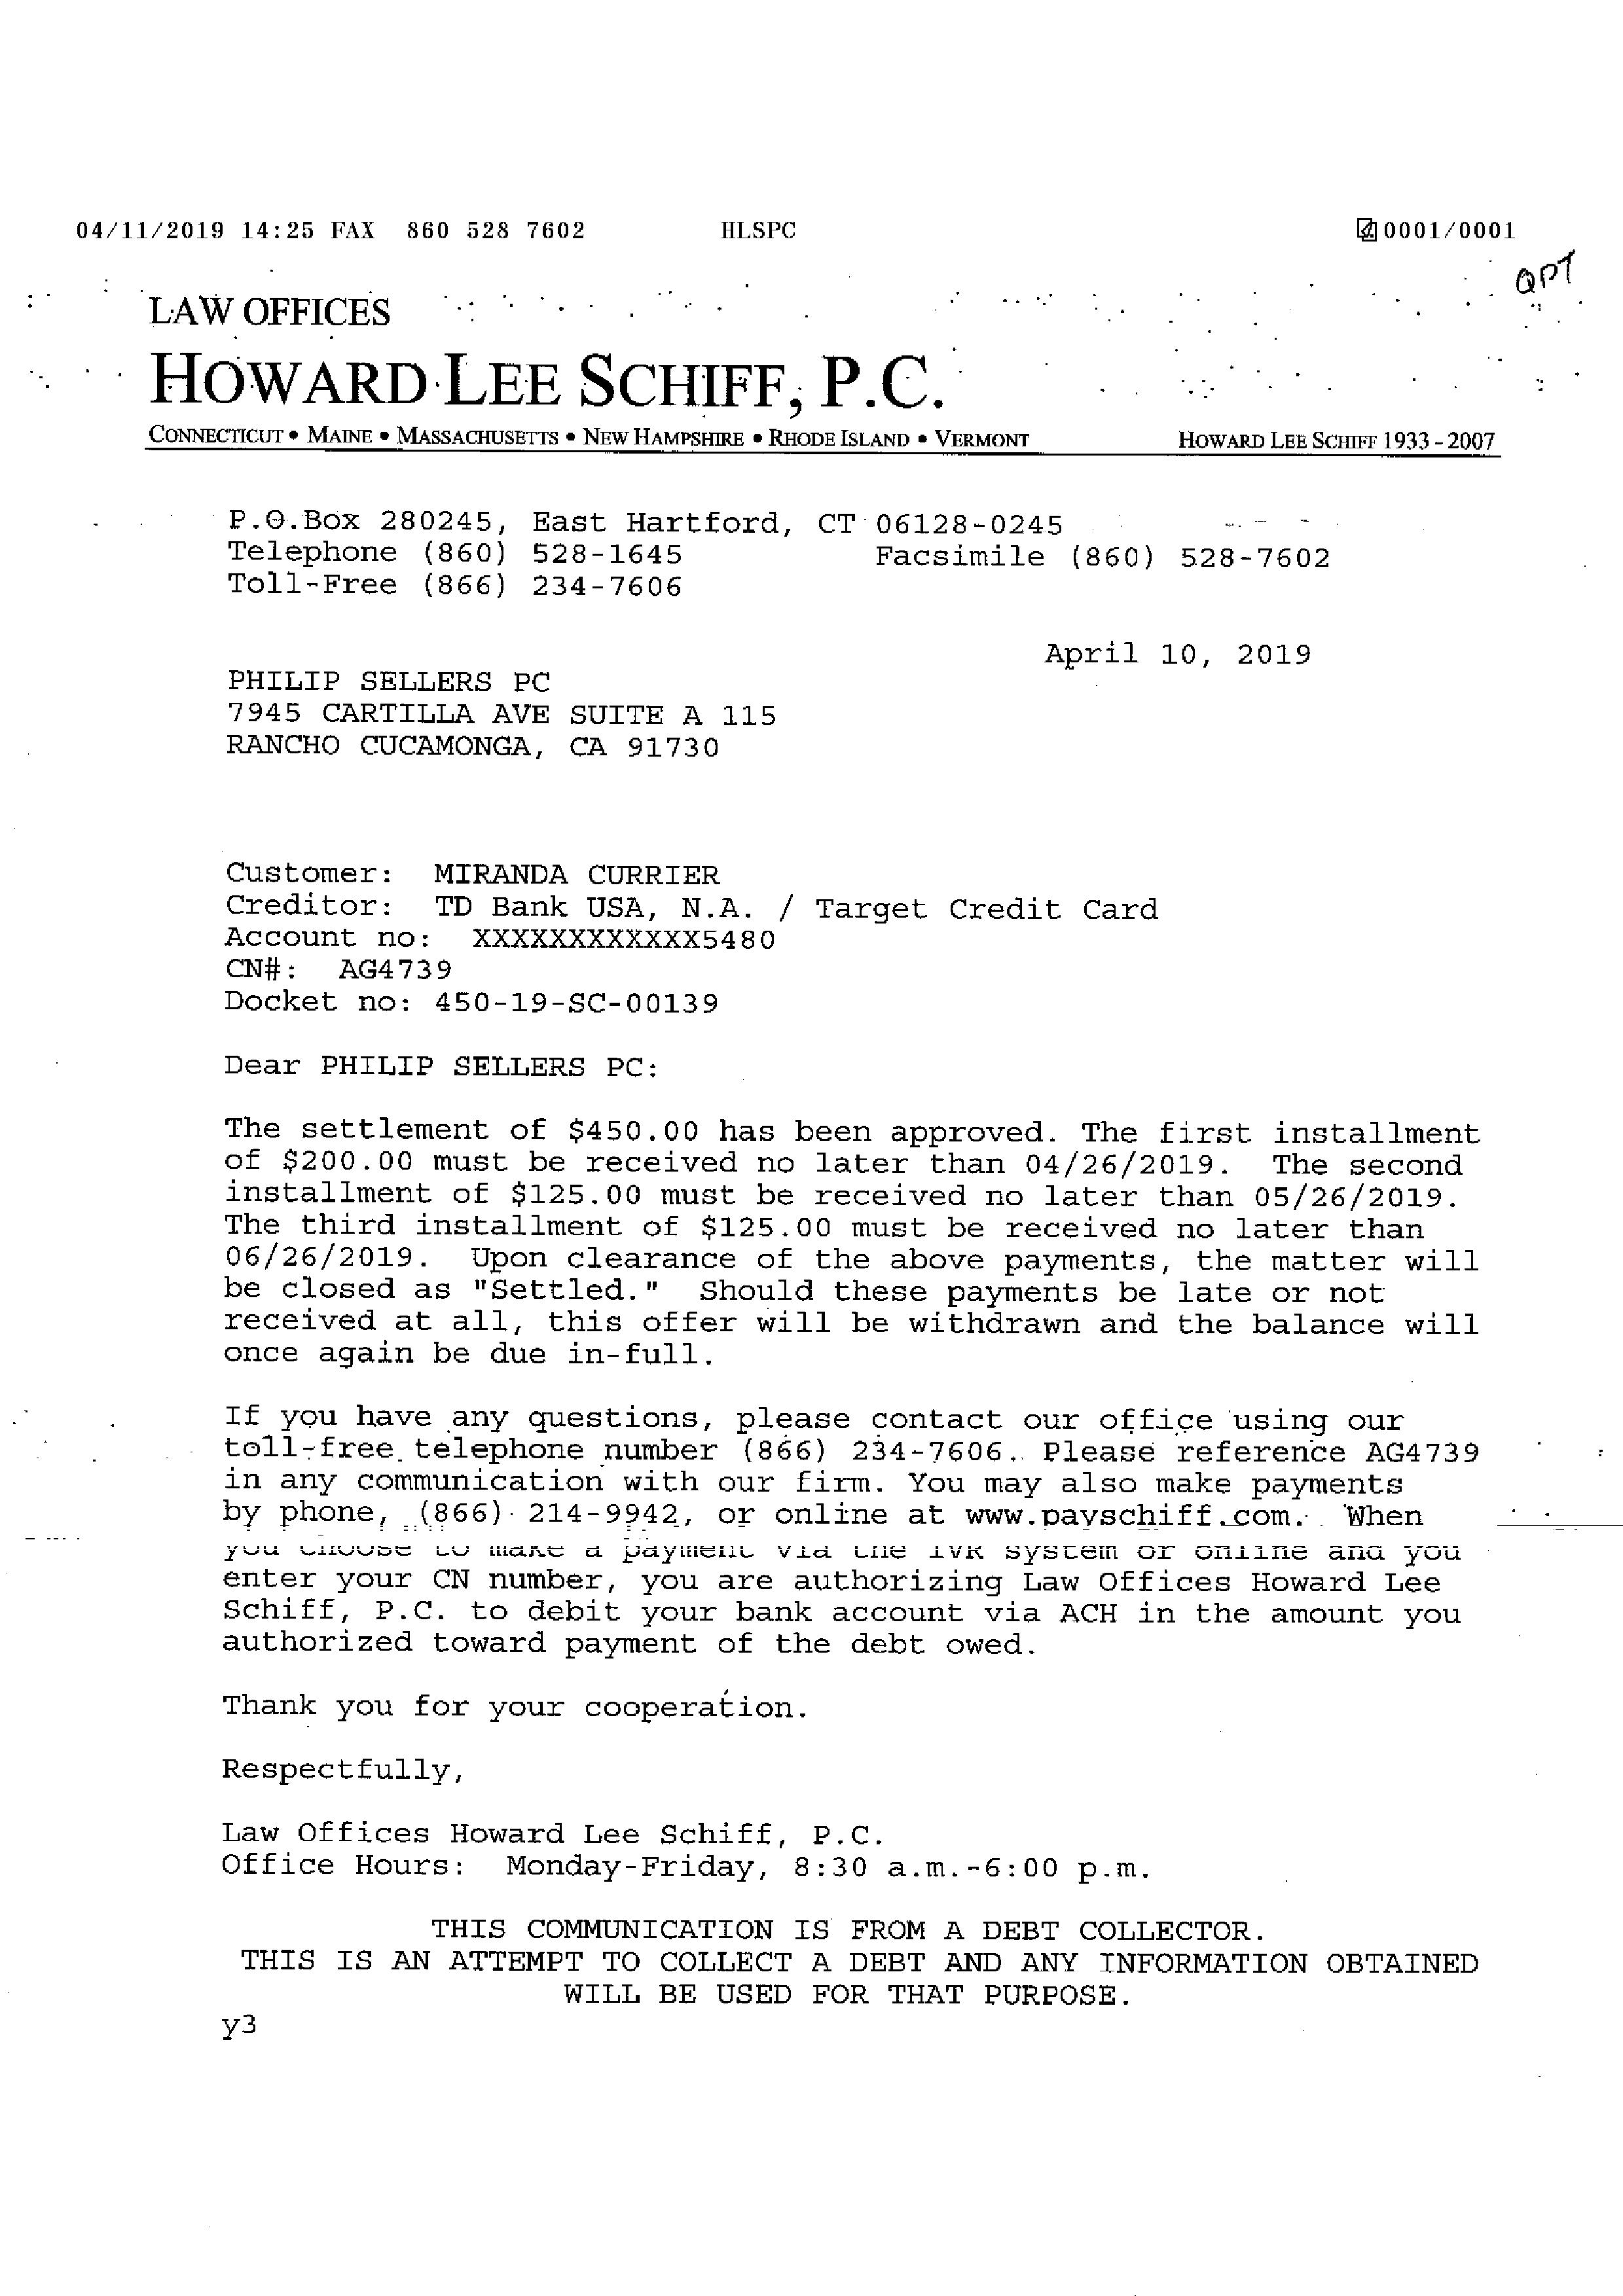 04/11/2019 14:25 FAX 860 528 7602 HLSPC 0001/0001
QPT
LAW OFFICES
HOWARD LEE SCHIFF, P.C.
CONNECTICUT • MAINE • MASSACHUSETTS • NEW HAMPSHIRE • RHODE ISLAND • VERMONT HOWARD LEE SCHIFF 1933 - 2007
P.O.Box 280245, East Hartford, CT 06128-0245
Telephone (860) 528-1645 Facsimile (860) 528-7602
Toll-Free (866) 234-7606
April 10, 2019
PHILIP SELLERS PC
7945 CARTILLA AVE SUITE A 115
RANCHO CUCAMONGA, CA 91730
Customer: MIRANDA CURRIER
Creditor: TD Bank USA, N.A. / Target Credit Card
Account no: XXXXXXXXXXXX5480
CN#: AG4739
Docket no: 450-19-SC-00139
Dear PHILIP SELLERS PC:
The settlement of $450.00 has been approved. The first installment
of $200.00 must be received no later than 04/26/2019. The second
installment of $125.00 must be received no later than 05/26/2019.
The third installment of $125.00 must be received no later than
06/26/2019. Upon clearance of the above payments, the matter will
be closed as "Settled." Should these payments be late or not
received at all, this offer will be withdrawn and the balance will
once again be due in-full.
If you have any questions, please contact our office using our
toll-free telephone number (866) 234-7606. Please reference AG4739
in any communication with our firm. You may also make payments
by phone, (866) 214-9942, or online at www.payschiff.com. When
you choose to make a payment via the IVR system or online and you
enter your CN number, you are authorizing Law Offices Howard Lee
Schiff, P.C. to debit your bank account via ACH in the amount you
authorized toward payment of the debt owed.
Thank you for your cooperation.
Respectfully,
Law Offices Howard Lee Schiff, P.C.
Office Hours: Monday-Friday, 8:30 a.m.-6:00 p.m.
THIS COMMUNICATION IS FROM A DEBT COLLECTOR.
THIS IS AN ATTEMPT TO COLLECT A DEBT AND ANY INFORMATION OBTAINED
WILL BE USED FOR THAT PURPOSE.
y3